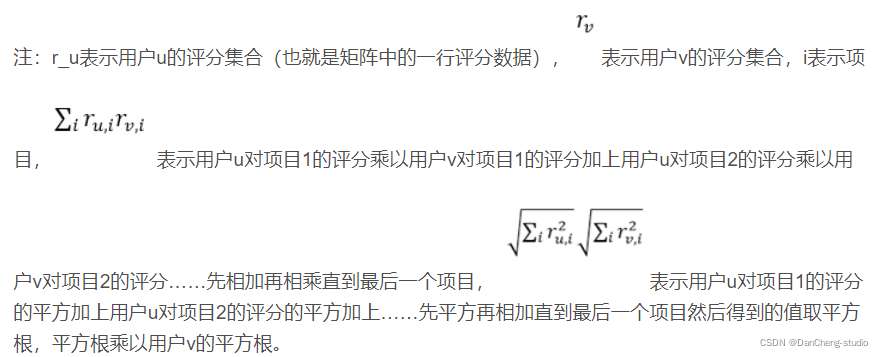 注：r_u表示用户u的评分集合（也就是矩阵中的一行评分数据），r_v 表示用户v的评分集合，i表示项
目，∑_i r_{u,i} r_{v,i} 表示用户u对项目1的评分乘以用户v对项目1的评分加上用户u对项目2的评分乘以用
户v对项目2的评分……先相加再相乘直到最后一个项目，√(∑_i r_{u,i}^2) √(∑_i r_{v,i}^2) 表示用户u对项目1的评分
的平方加上用户u对项目2的评分的平方加上……先平方再相加直到最后一个项目然后得到的值取平方
根，平方根乘以用户v的平方根。
CSDN @DanCheng-studio